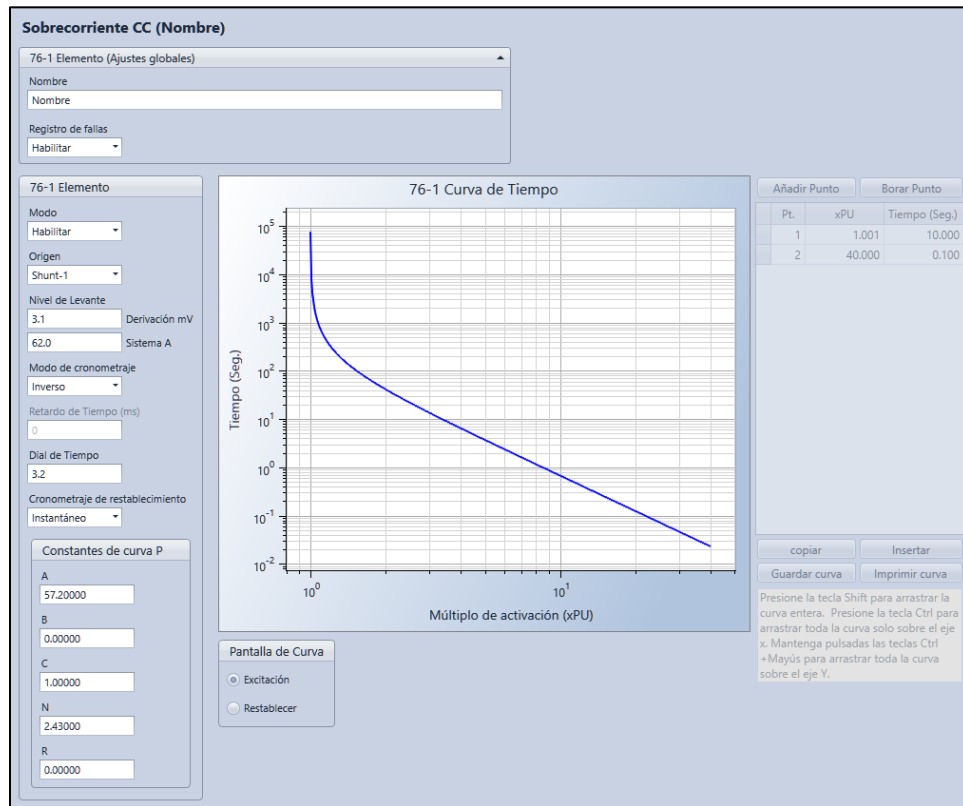 Sobrecorriente CC (Nombre)
76-1 Elemento (Ajustes globales)
Nombre
Nombre
Registro de fallas
Habilitar
76-1 Elemento
Modo
Habilitar
Origen
Shunt-1
Nivel de Levante
3.1 Derivación mV
62.0 Sistema A
Modo de cronometraje
Inverso
Retardo de Tiempo (ms)
0
Dial de Tiempo
3.2
Cronometraje de restablecimiento
Instantáneo
Constantes de curva P
A
57.20000
B
0.00000
C
1.00000
N
2.43000
R
0.00000
76-1 Curva de Tiempo
Tiempo (Seg.)
10^5
10^4
10^3
10^2
10^1
10^0
10^-1
10^-2
10^0 10^1
Múltiplo de activación (xPU)
Pantalla de Curva
Excitación
Restablecer
Añadir Punto Borar Punto
Pt. xPU Tiempo (Seg.)
1 1.001 10.000
2 40.000 0.100
copiar Insertar
Guardar curva Imprimir curva
Presione la tecla Shift para arrastrar la
curva entera. Presione la tecla Ctrl para
arrastrar toda la curva solo sobre el eje
x. Mantenga pulsadas las teclas Ctrl
+Mayús para arrastrar toda la curva
sobre el eje Y.